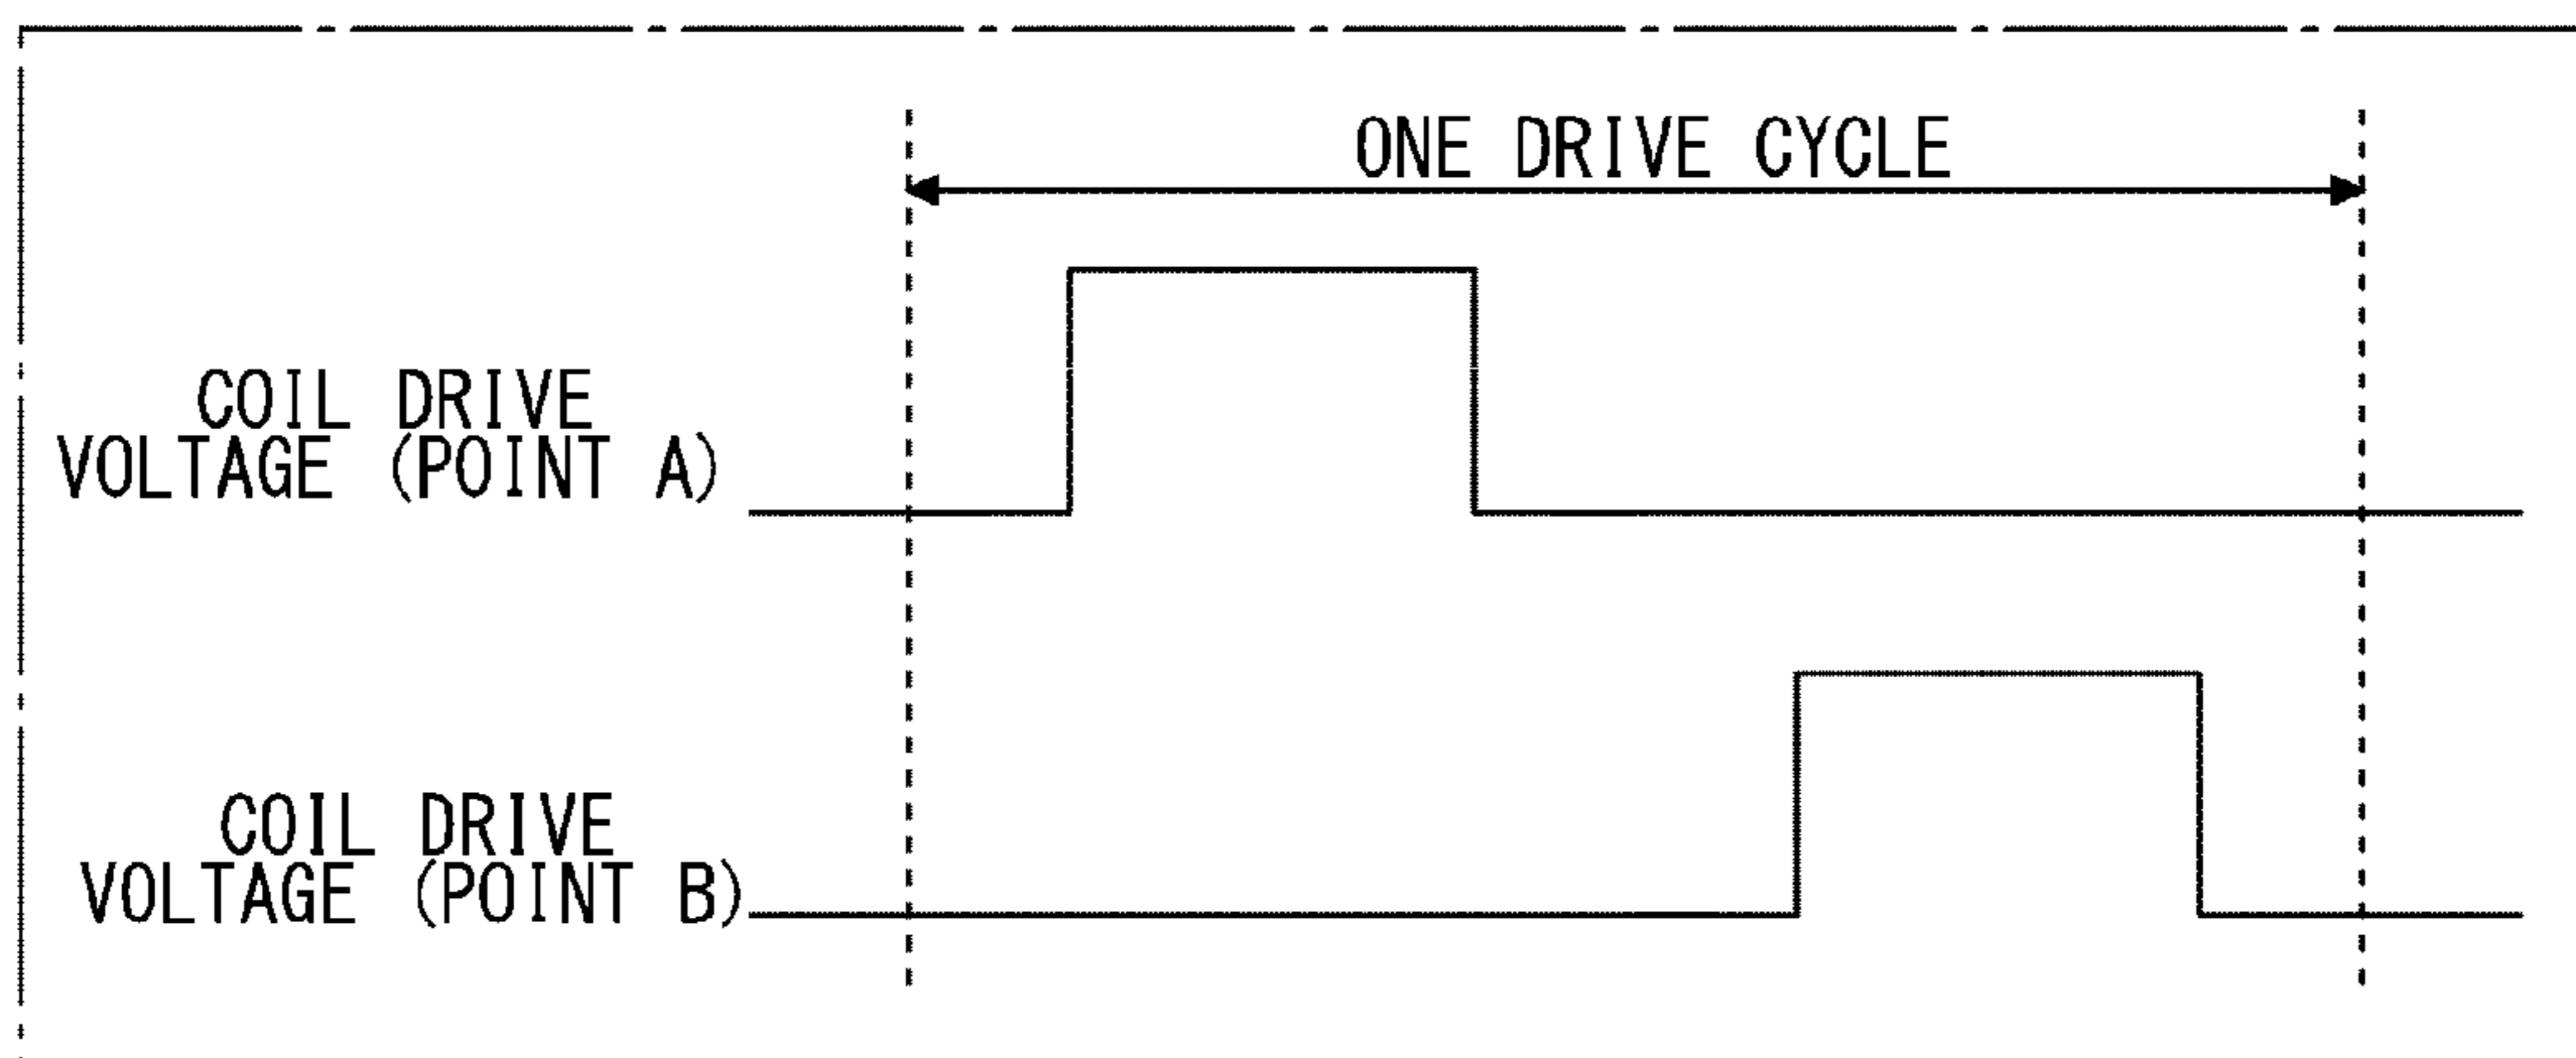 ONE DRIVE CYCLE
COIL DRIVE
VOLTAGE (POINT A)
COIL DRIVE
VOLTAGE (POINT B)